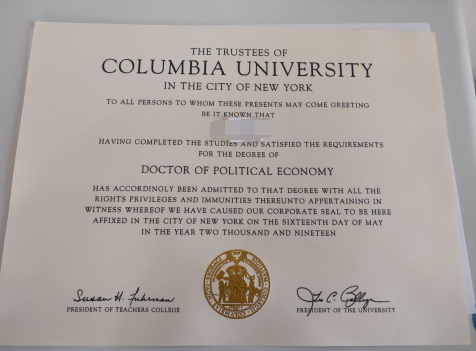 THE TRUSTEES OF
COLUMBIA UNIVERSITY
IN THE CITY OF NEW YORK
TO ALL PERSONS TO WHOM THESE PRESENTS MAY COME GREETING
BE IT KNOWN THAT
HAVING COMPLETED THE STUDIES AND SATISFIED THE REQUIREMENTS
FOR THE DEGREE OF
DOCTOR OF POLITICAL ECONOMY
HAS ACCORDINGLY BEEN ADMITTED TO THAT DEGREE WITH ALL THE
RIGHTS PRIVILEGES AND IMMUNITIES THEREUNTO APPERTAINING IN
WITNESS WHEREOF WE HAVE CAUSED OUR CORPORATE SEAL TO BE HERE
AFFIXED IN THE CITY OF NEW YORK ON THE SIXTEENTH DAY OF MAY
IN THE YEAR TWO THOUSAND AND NINETEEN
Susan H. Fuhrman
PRESIDENT OF TEACHERS COLLEGE
PRESIDENT OF THE UNIVERSITY